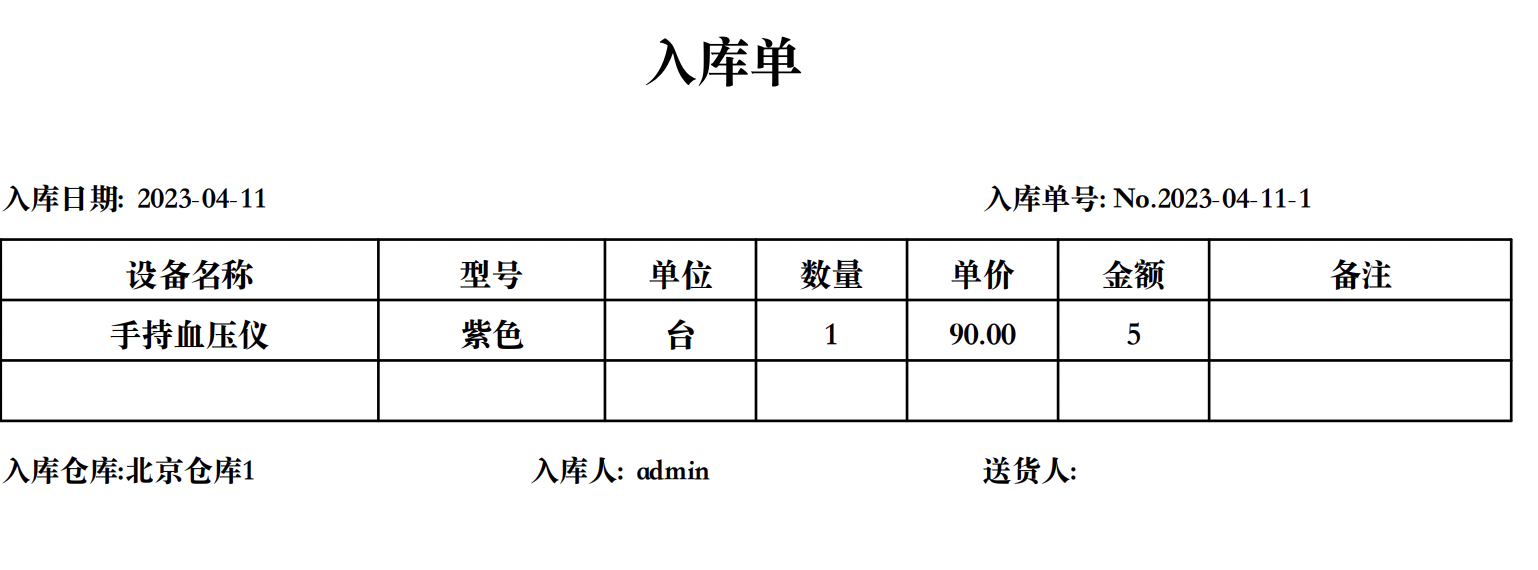 入库单
入库日期: 2023-04-11 入库单号: No.2023-04-11-1
设备名称 型号 单位 数量 单价 金额 备注
手持血压仪 紫色 台 1 90.00 5
入库仓库:北京仓库1 入库人: admin 送货人: